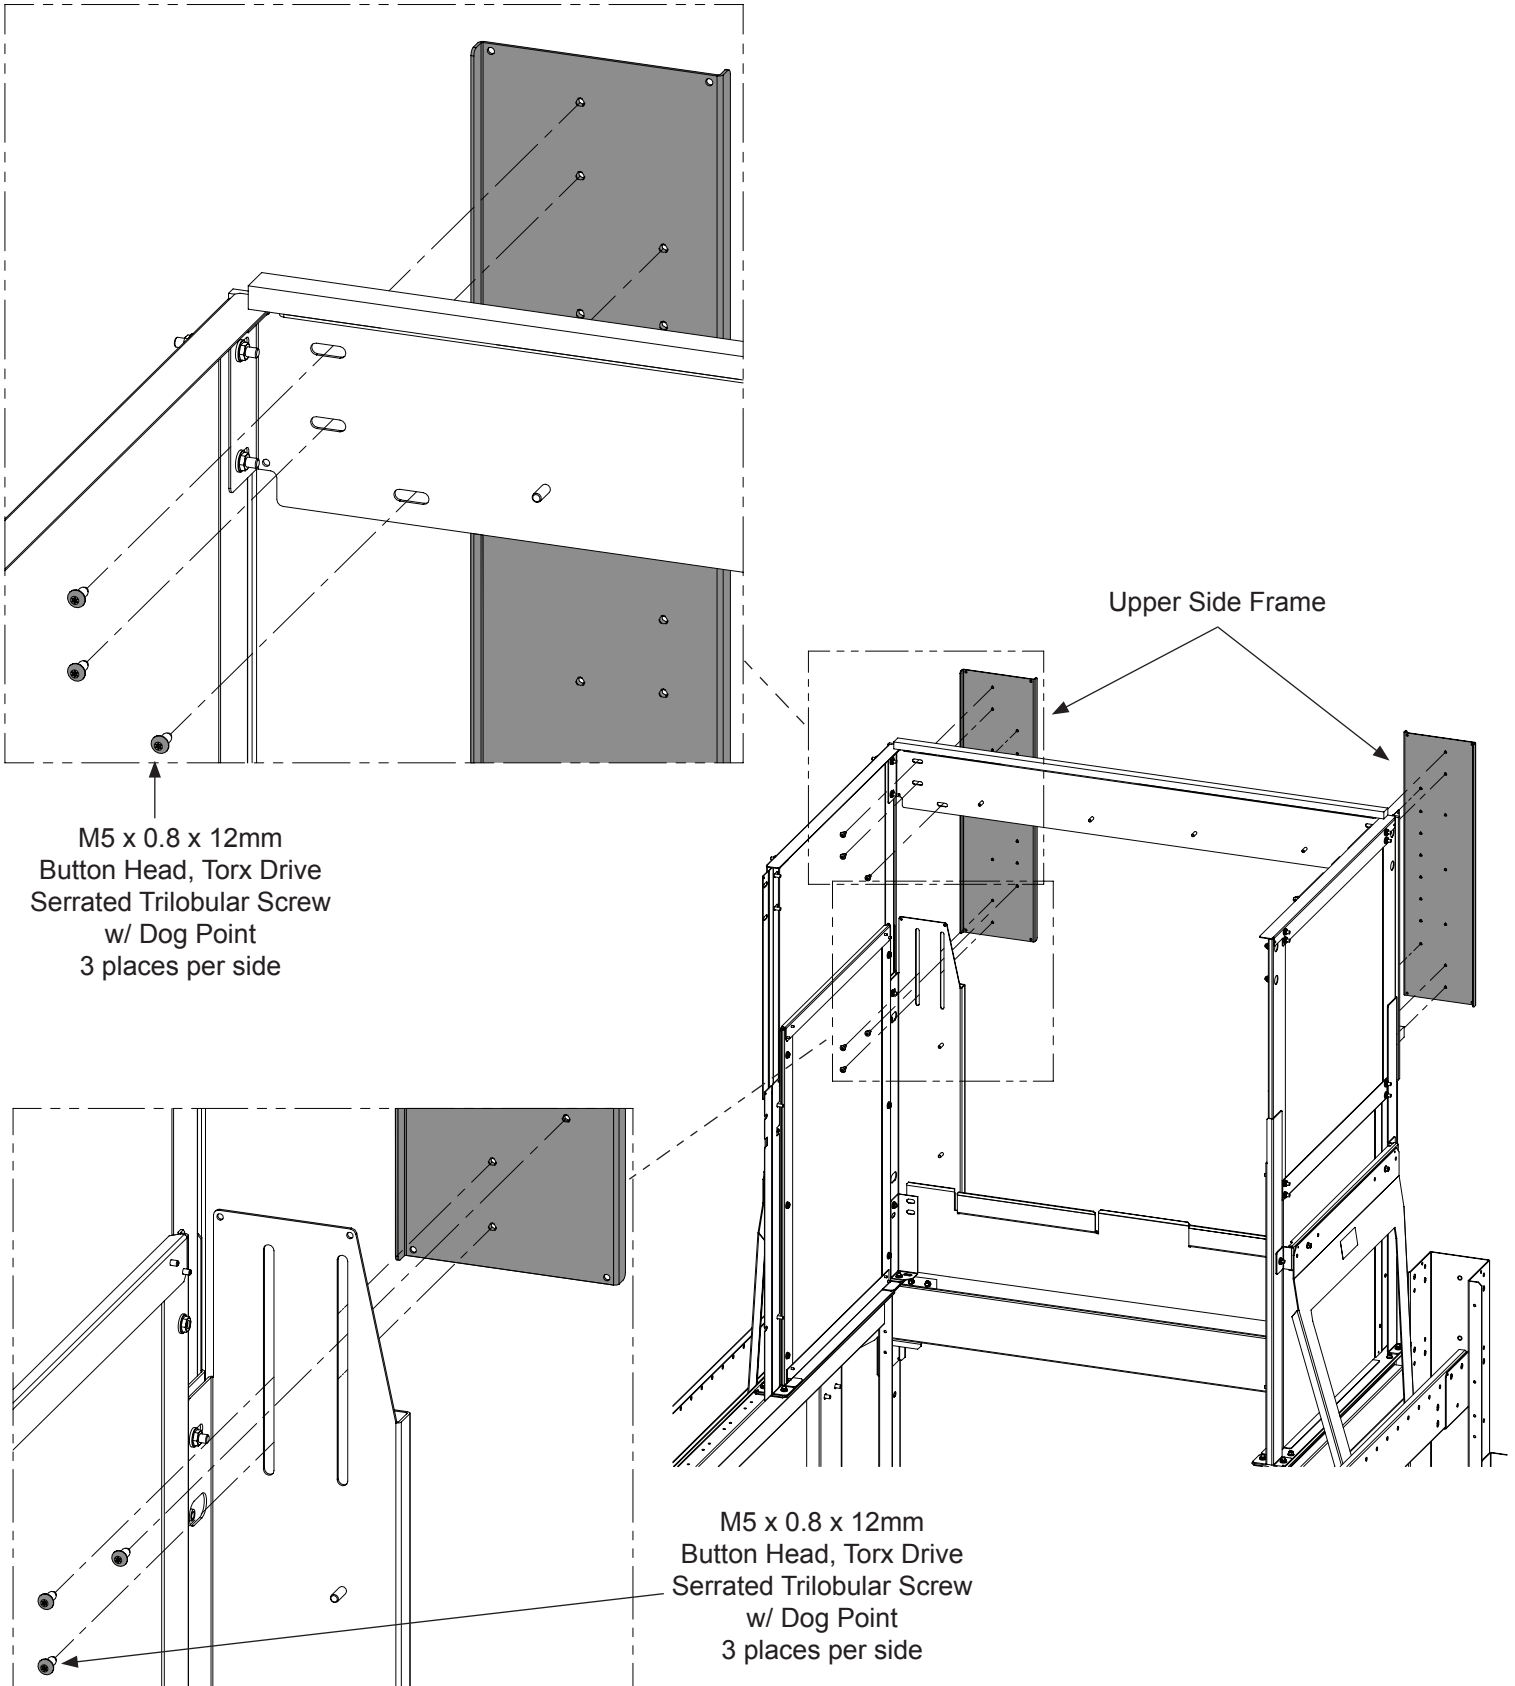 Upper Side Frame
M5 x 0.8 x 12mm
Button Head, Torx Drive
Serrated Trilobular Screw
w/ Dog Point
3 places per side
M5 x 0.8 x 12mm
Button Head, Torx Drive
Serrated Trilobular Screw
w/ Dog Point
3 places per side